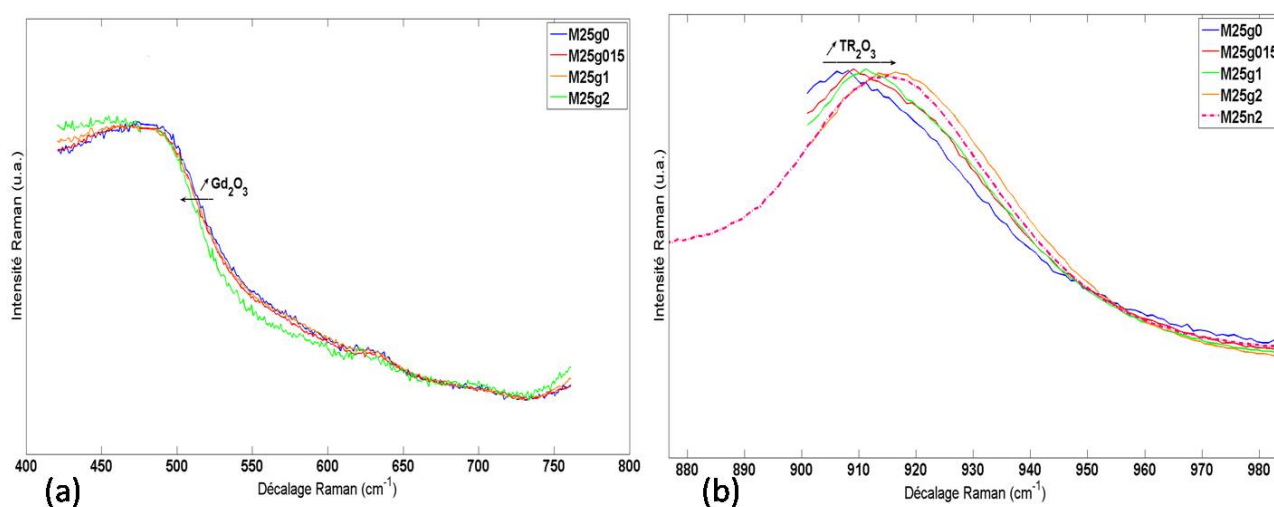 (a)
Intensité Raman (u.a.)
M25g0
M25g015
M25g1
M25g2
↗ Gd₂O₃
400 450 500 550 600 650 700 750 800
Décalage Raman (cm⁻¹)
Intensité Raman (u.a.)
↗ TR₂O₃
M25g0
M25g015
M25g1
M25g2
M25n2
880 890 900 910 920 930 940 950 960 970 980
(b)
Décalage Raman (cm⁻¹)